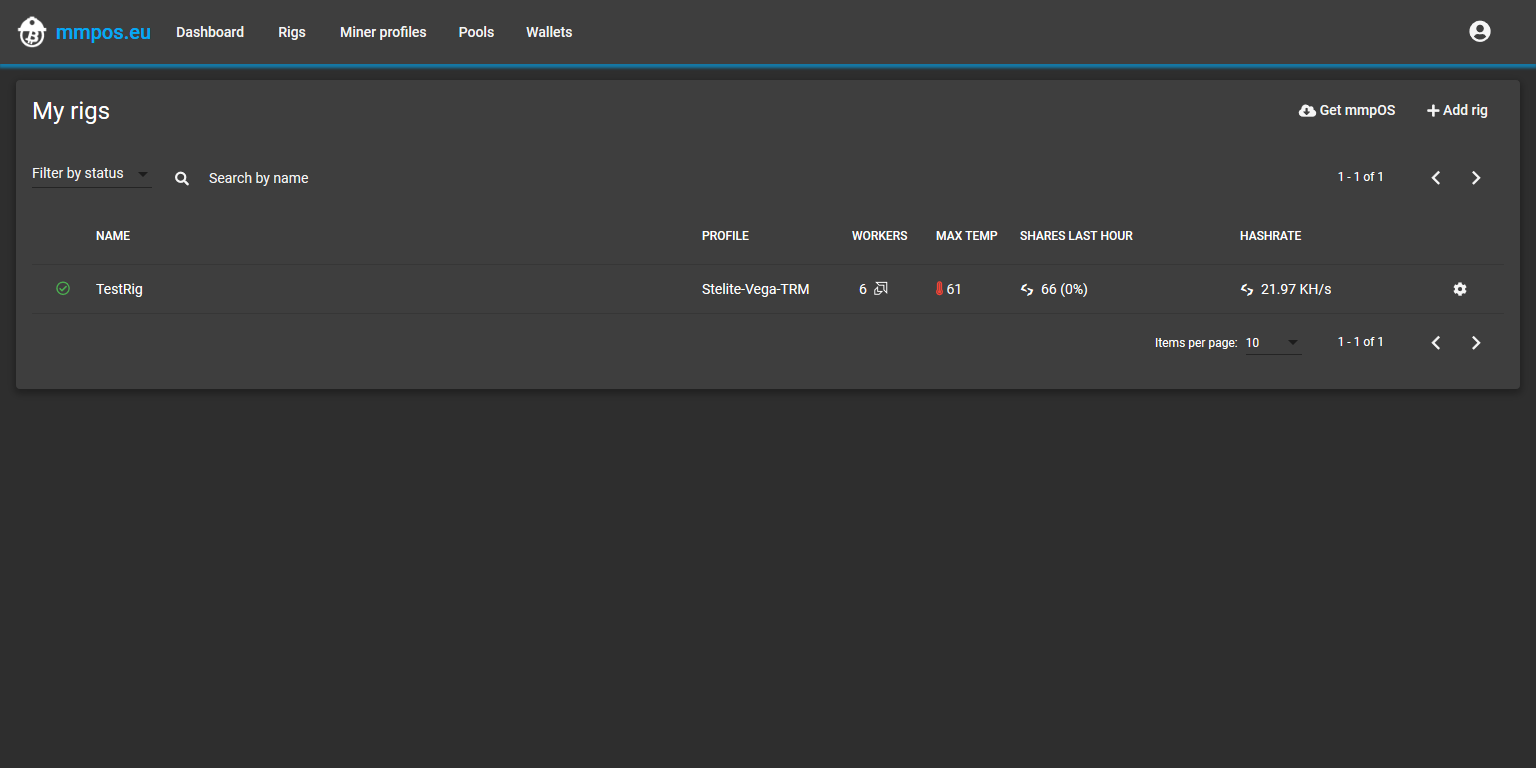 mmpos.eu Dashboard Rigs Miner profiles Pools Wallets
My rigs Get mmpOS Add rig
Filter by status Search by name 1 - 1 of 1
NAME PROFILE WORKERS MAX TEMP SHARES LAST HOUR HASHRATE
TestRig Stelite-Vega-TRM 6 61 66 (0%) 21.97 KH/s
Items per page: 10 1 - 1 of 1